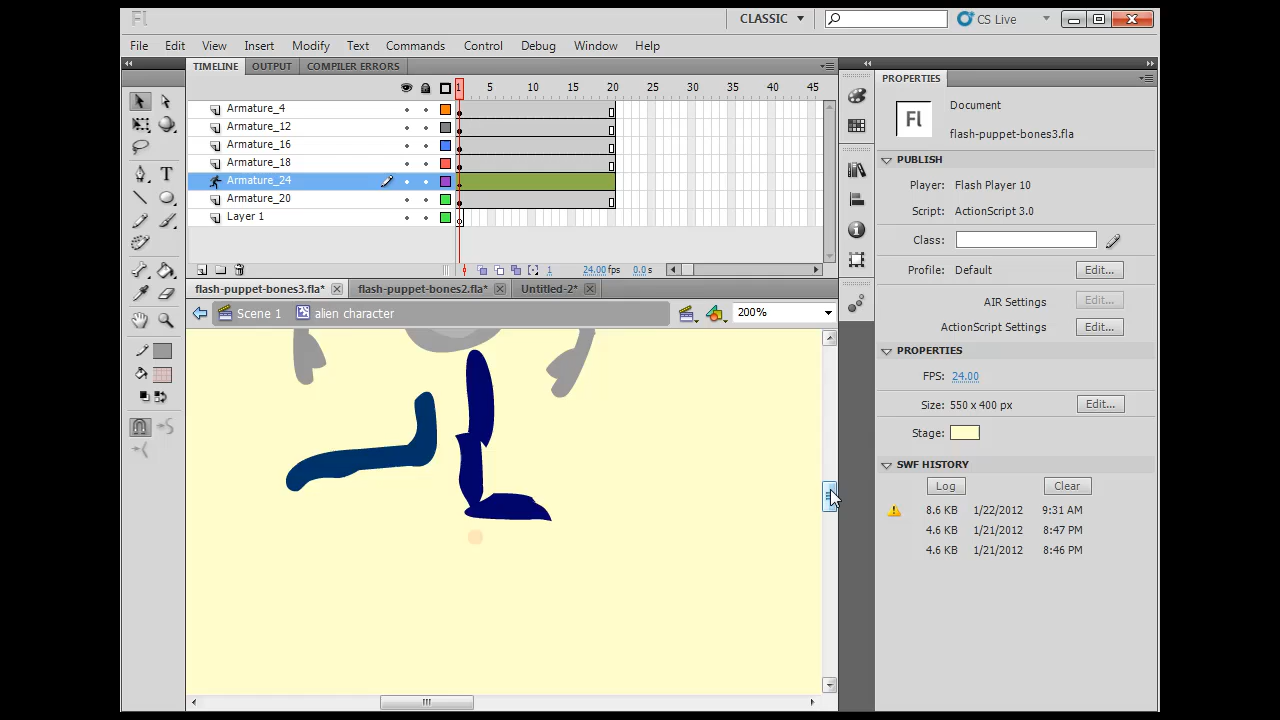 Fl
CLASSIC
CS Live
File Edit View Insert Modify Text Commands Control Debug Window Help
TIMELINE OUTPUT COMPILER ERRORS
PROPERTIES
1 5 10 15 20 25 30 35 40 45
Armature_4
Armature_12
Armature_16
Armature_18
Armature_24
Armature_20
Layer 1
1 24.00 fps 0.0 s
flash-puppet-bones3.fla* flash-puppet-bones2.fla* Untitled-2*
Scene 1 alien character 200%
T
Fl
Document
flash-puppet-bones3.fla
PUBLISH
Player: Flash Player 10
Script: ActionScript 3.0
Class:
Profile: Default Edit...
AIR Settings Edit...
ActionScript Settings Edit...
PROPERTIES
FPS: 24.00
Size: 550 x 400 px Edit...
Stage:
SWF HISTORY
Log Clear
8.6 KB 1/22/2012 9:31 AM
4.6 KB 1/21/2012 8:47 PM
4.6 KB 1/21/2012 8:46 PM